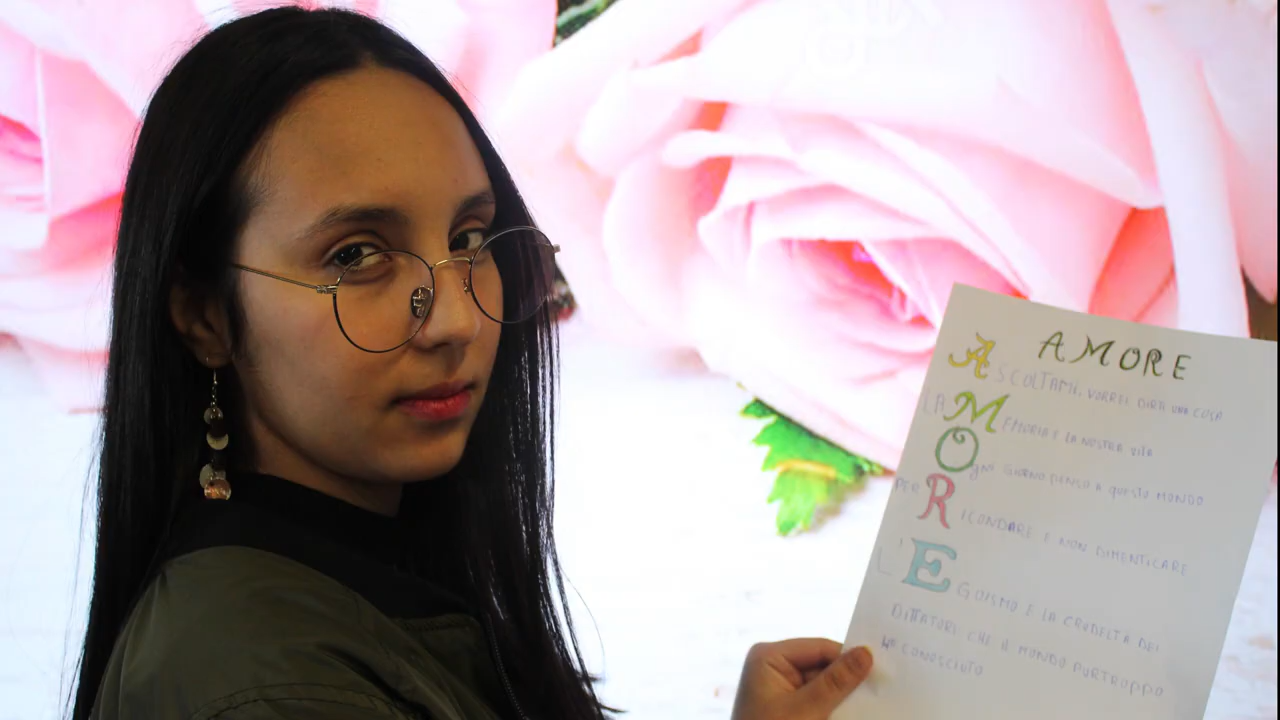 AMORE
ASCOLTAMI, VORREI DIRTI UNA COSA
LA MEMORIA E LA NOSTRA VITA
OGNI GIORNO PENSO A QUESTO MONDO
PER RICORDARE E NON DIMENTICARE
L'EGOISMO E LA CRUDELTÀ DEI
DITTATORI CHE IL MONDO PURTROPPO
HA CONOSCIUTO